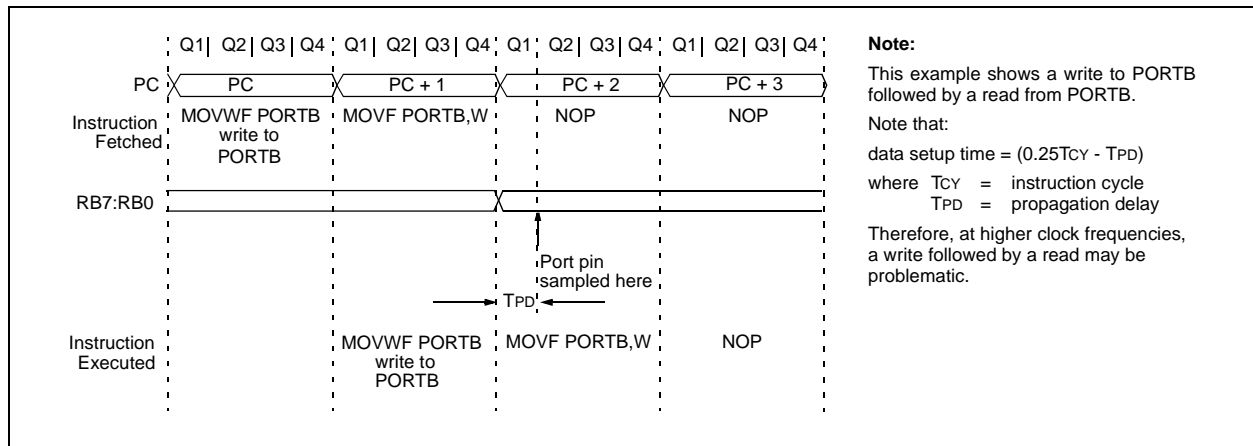 Q1| Q2| Q3| Q4 Q1| Q2| Q3| Q4 Q1 Q2| Q3| Q4 Q1| Q2| Q3| Q4
PC PC PC + 1 PC + 2 PC + 3
Instruction
Fetched
MOVWF PORTB
write to
PORTB
MOVF PORTB,W
NOP
NOP
RB7:RB0
Port pin
sampled here
TPD
Instruction
Executed
MOVWF PORTB
write to
PORTB
MOVF PORTB,W
NOP
Note:
This example shows a write to PORTB
followed by a read from PORTB.
Note that:
data setup time = (0.25TCY - TPD)
where TCY = instruction cycle
TPD = propagation delay
Therefore, at higher clock frequencies,
a write followed by a read may be
problematic.